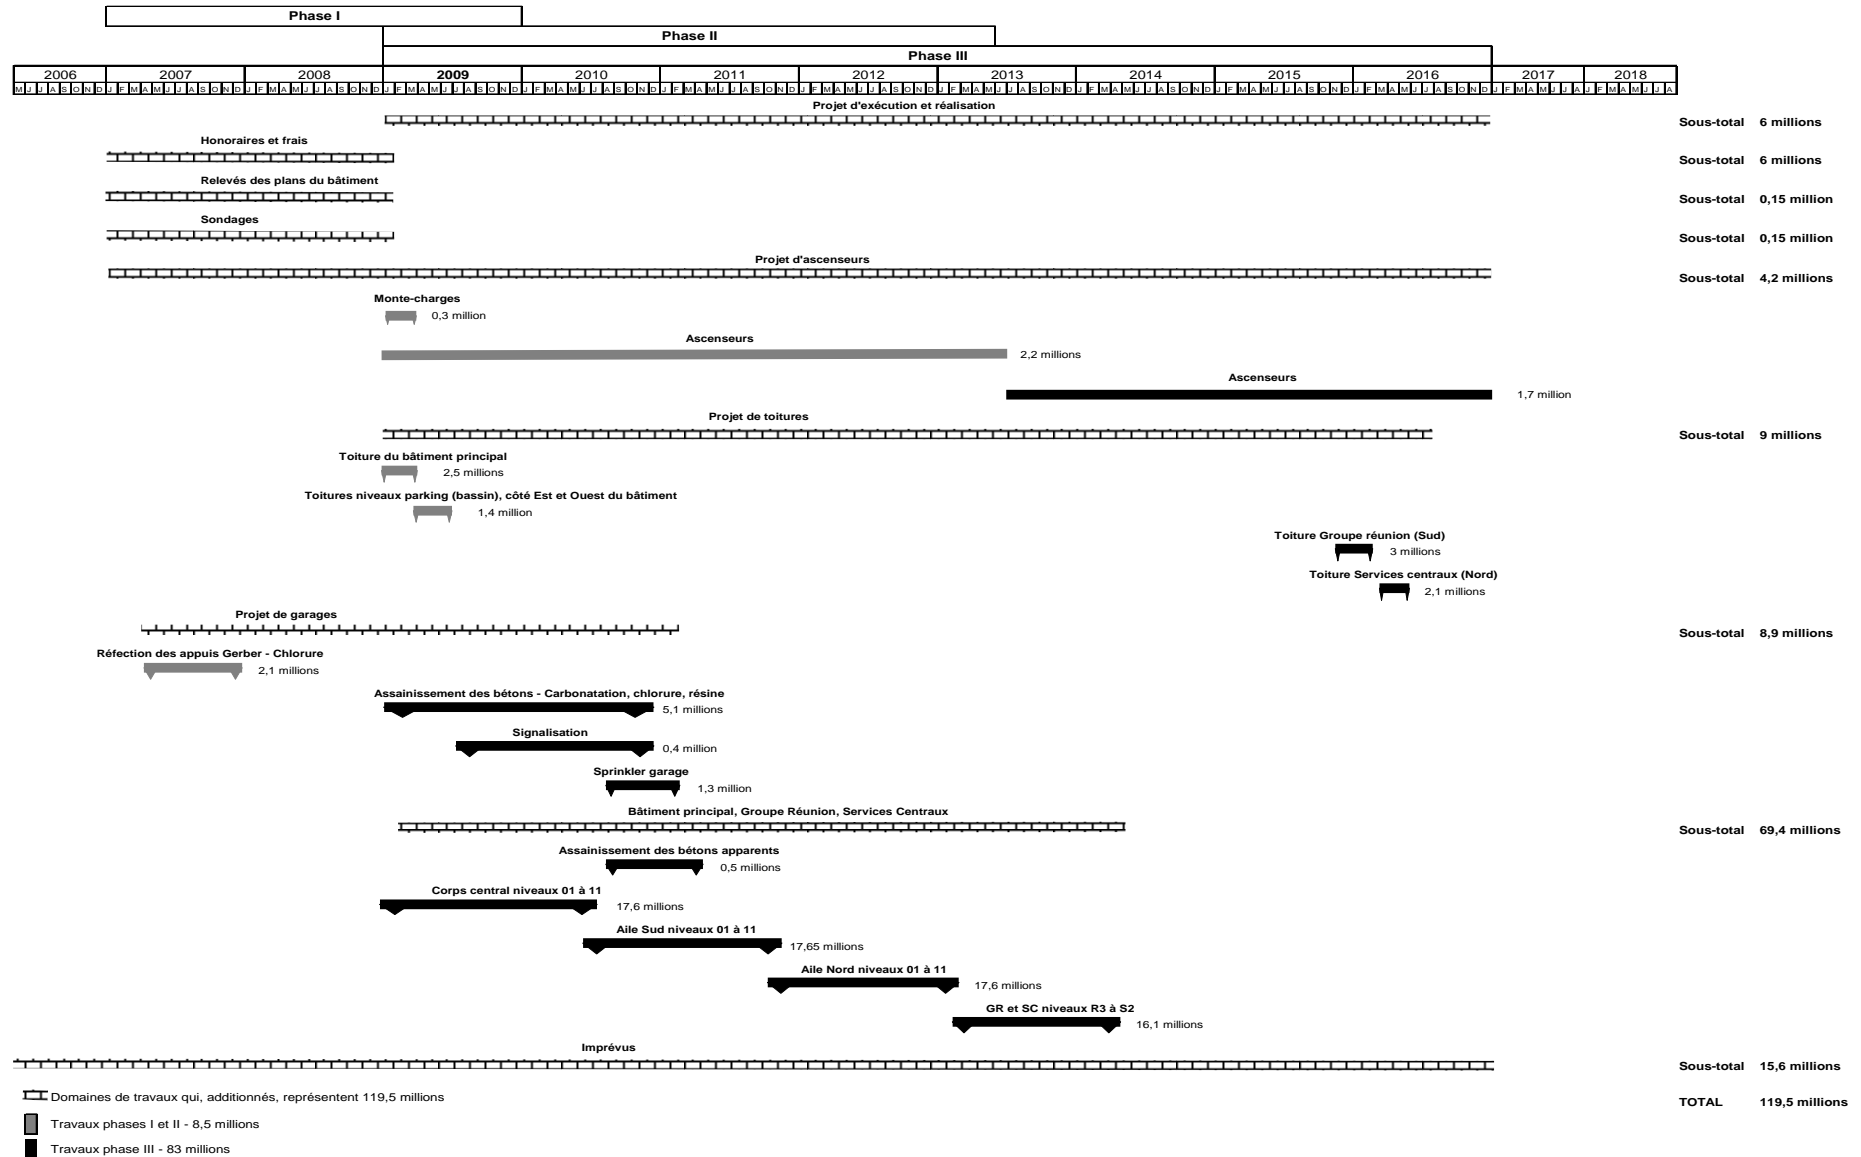 Phase I
Phase II
Phase III
2006 2007 2008 2009 2010 2011 2012 2013 2014 2015 2016 2017 2018
M J J A S O N D J F M A M J J A S O N D J F M A M J J A S O N D J F M A M J J A S O N D J F M A M J J A S O N D J F M A M J J A S O N D J F M A M J J A S O N D J F M A M J J A S O N D J F M A M J J A S O N D J F M A M J J A S O N D J F M A M J J A S O N D J F M A M J J A J F M A M J J A
Projet d'exécution et réalisation
Sous-total 6 millions
Honoraires et frais
Sous-total 6 millions
Relevés des plans du bâtiment
Sous-total 0,15 million
Sondages
Sous-total 0,15 million
Projet d'ascenseurs
Sous-total 4,2 millions
Monte-charges
0,3 million
Ascenseurs
2,2 millions
Ascenseurs
1,7 million
Projet de toitures
Sous-total 9 millions
Toiture du bâtiment principal
2,5 millions
Toitures niveaux parking (bassin), côté Est et Ouest du bâtiment
1,4 million
Toiture Groupe réunion (Sud)
3 millions
Toiture Services centraux (Nord)
2,1 millions
Projet de garages
Sous-total 8,9 millions
Réfection des appuis Gerber - Chlorure
2,1 millions
Assainissement des bétons - Carbonatation, chlorure, résine
5,1 millions
Signalisation
0,4 million
Sprinkler garage
1,3 million
Bâtiment principal, Groupe Réunion, Services Centraux
Sous-total 69,4 millions
Assainissement des bétons apparents
0,5 millions
Corps central niveaux 01 à 11
17,6 millions
Aile Sud niveaux 01 à 11
17,65 millions
Aile Nord niveaux 01 à 11
17,6 millions
GR et SC niveaux R3 à S2
16,1 millions
Imprévus
Sous-total 15,6 millions
Domaines de travaux qui, additionnés, représentent 119,5 millions
TOTAL 119,5 millions
Travaux phases I et II - 8,5 millions
Travaux phase III - 83 millions